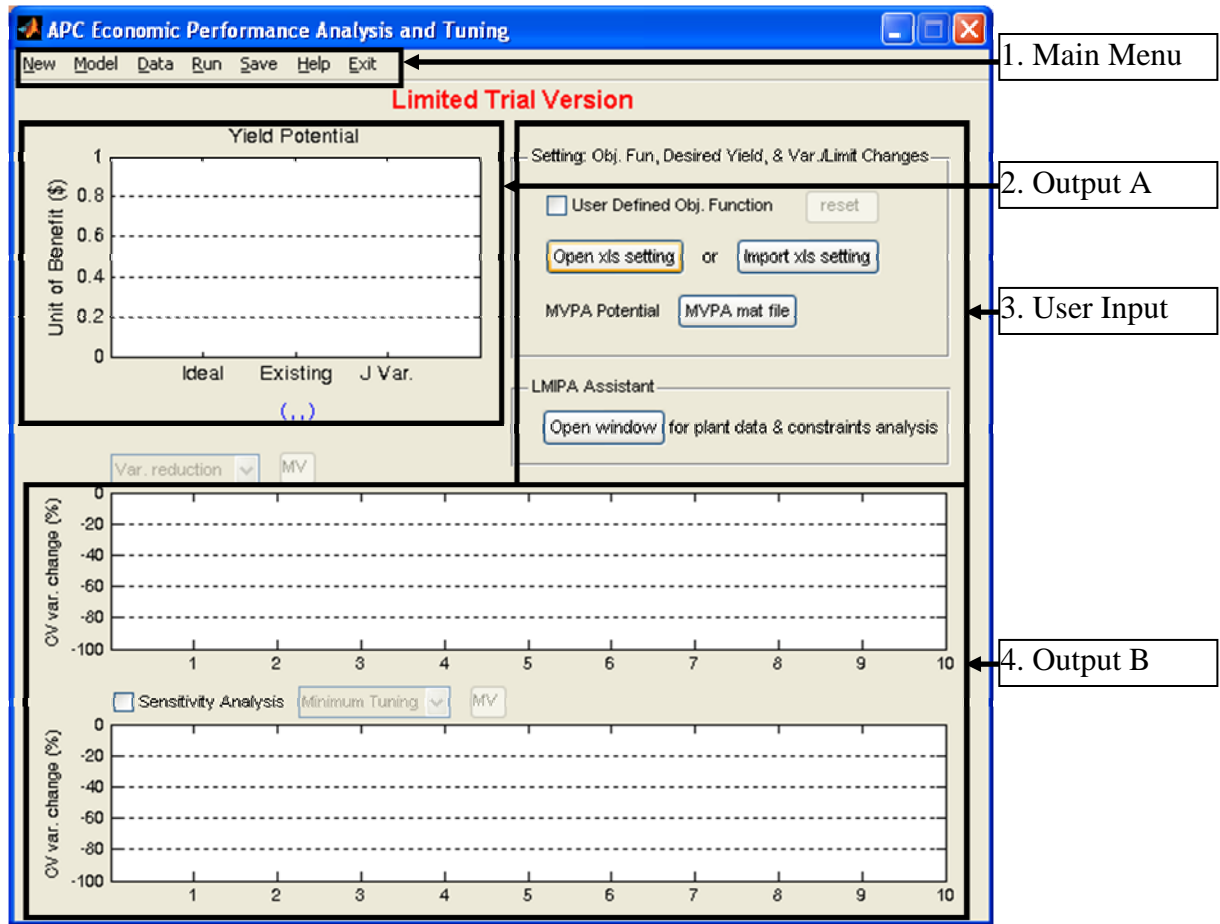 APC Economic Performance Analysis and Tuning
New Model Data Run Save Help Exit
1. Main Menu
Limited Trial Version
Yield Potential
Unit of Benefit ($)
1
0.8
0.6
0.4
0.2
0
Ideal Existing J Var.
(,,)
2. Output A
Setting: Obj. Fun, Desired Yield, & Var./Limit Changes
User Defined Obj. Function reset
Open xls setting or Import xls setting
MVPA Potential MVPA mat file
3. User Input
LMIPA Assistant
Open window for plant data & constraints analysis
Var. reduction MV
CV var. change (%)
0
-20
-40
-60
-80
-100
1 2 3 4 5 6 7 8 9 10
4. Output B
Sensitivity Analysis Minimum Tuning MV
CV var. change (%)
0
-20
-40
-60
-80
-100
1 2 3 4 5 6 7 8 9 10